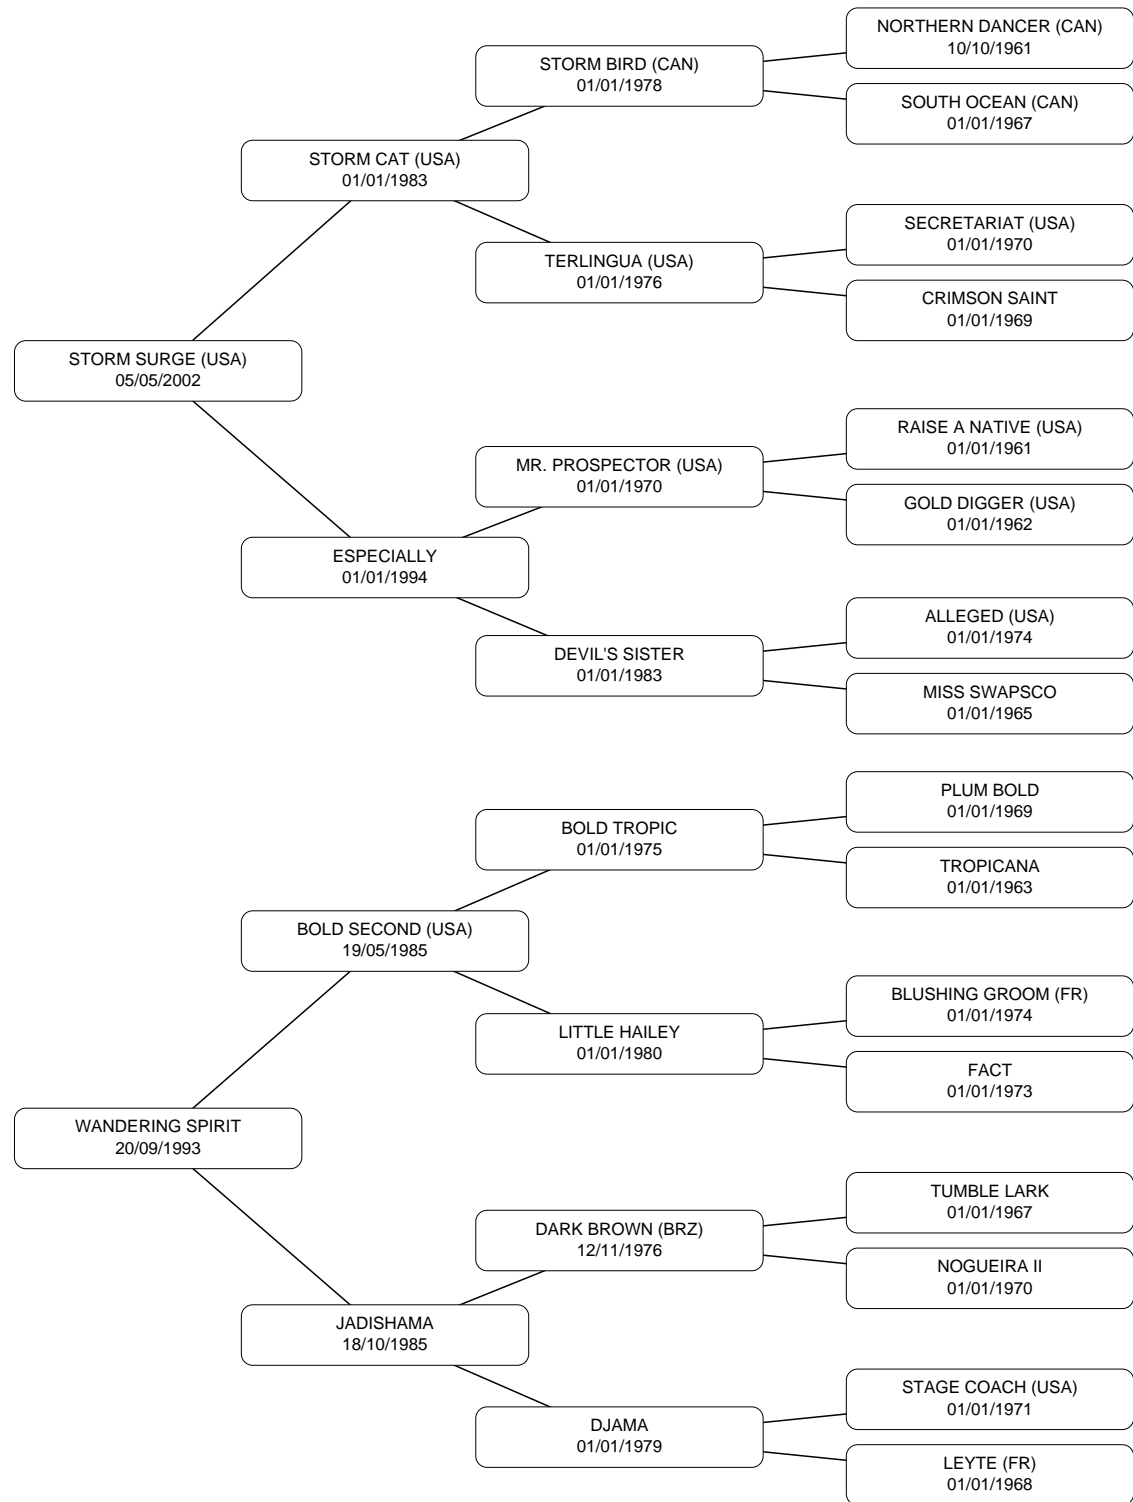 NORTHERN DANCER (CAN)
10/10/1961
STORM BIRD (CAN)
01/01/1978
SOUTH OCEAN (CAN)
01/01/1967
STORM CAT (USA)
01/01/1983
SECRETARIAT (USA)
01/01/1970
TERLINGUA (USA)
01/01/1976
CRIMSON SAINT
01/01/1969
STORM SURGE (USA)
05/05/2002
RAISE A NATIVE (USA)
01/01/1961
MR. PROSPECTOR (USA)
01/01/1970
GOLD DIGGER (USA)
01/01/1962
ESPECIALLY
01/01/1994
ALLEGED (USA)
01/01/1974
DEVIL'S SISTER
01/01/1983
MISS SWAPSCO
01/01/1965
PLUM BOLD
01/01/1969
BOLD TROPIC
01/01/1975
TROPICANA
01/01/1963
BOLD SECOND (USA)
19/05/1985
BLUSHING GROOM (FR)
01/01/1974
LITTLE HAILEY
01/01/1980
FACT
01/01/1973
WANDERING SPIRIT
20/09/1993
TUMBLE LARK
01/01/1967
DARK BROWN (BRZ)
12/11/1976
NOGUEIRA II
01/01/1970
JADISHAMA
18/10/1985
STAGE COACH (USA)
01/01/1971
DJAMA
01/01/1979
LEYTE (FR)
01/01/1968